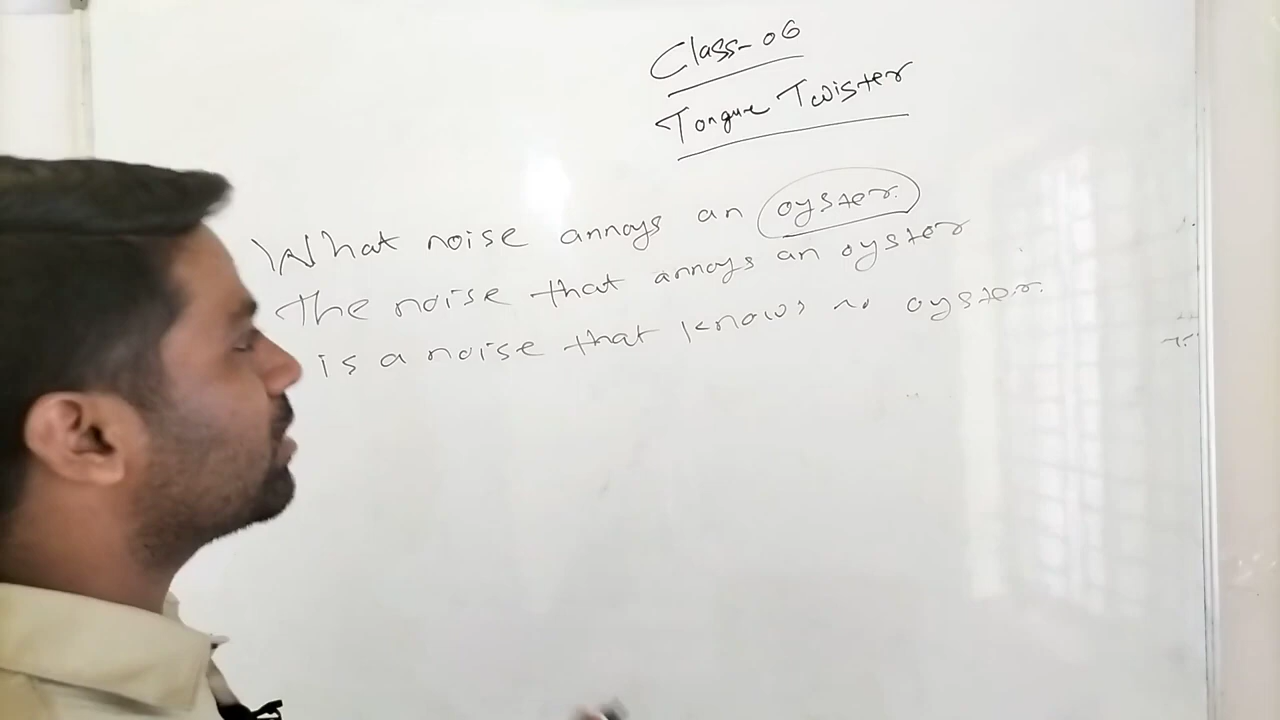 Class-06
Tongue Twister
What noise annoys an oyster.
The noise that annoys an oyster
is a noise that knows no oyster.